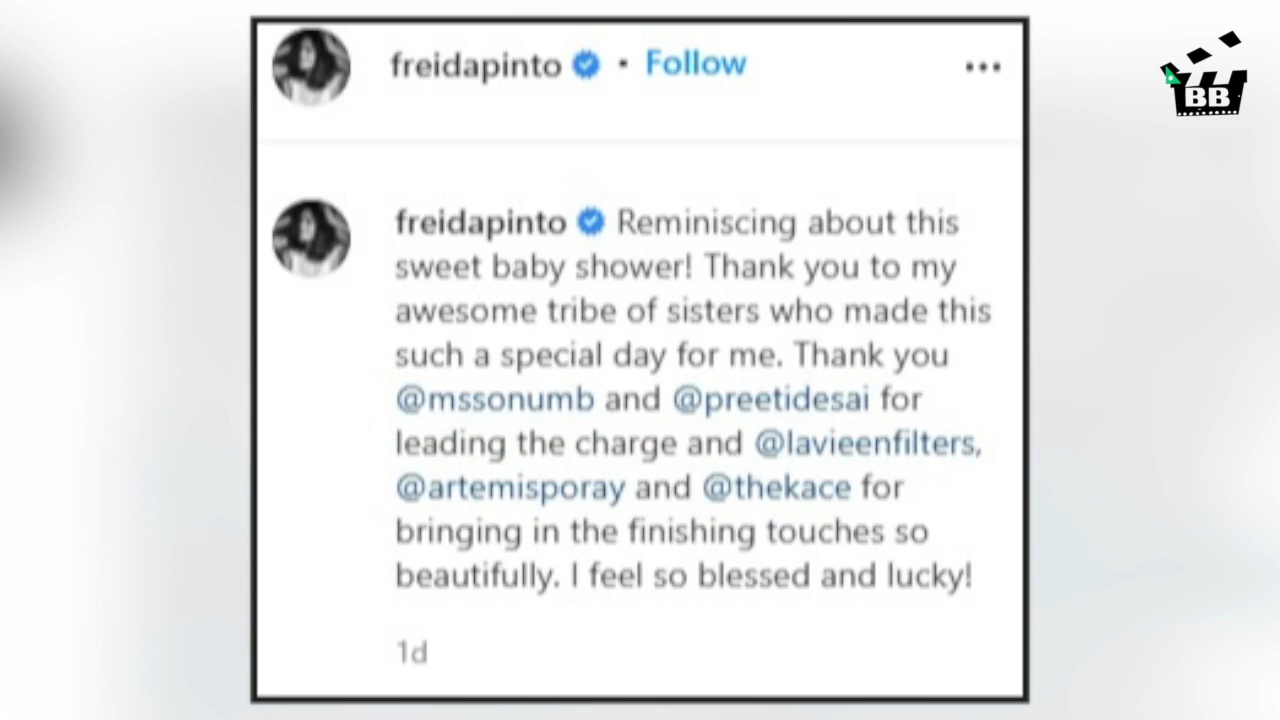 freidapinto • Follow
BB
freidapinto Reminiscing about this
sweet baby shower! Thank you to my
awesome tribe of sisters who made this
such a special day for me. Thank you
@mssonumb and @preetidesai for
leading the charge and @lavieenfilters,
@artemisporay and @thekace for
bringing in the finishing touches so
beautifully. I feel so blessed and lucky!
1d